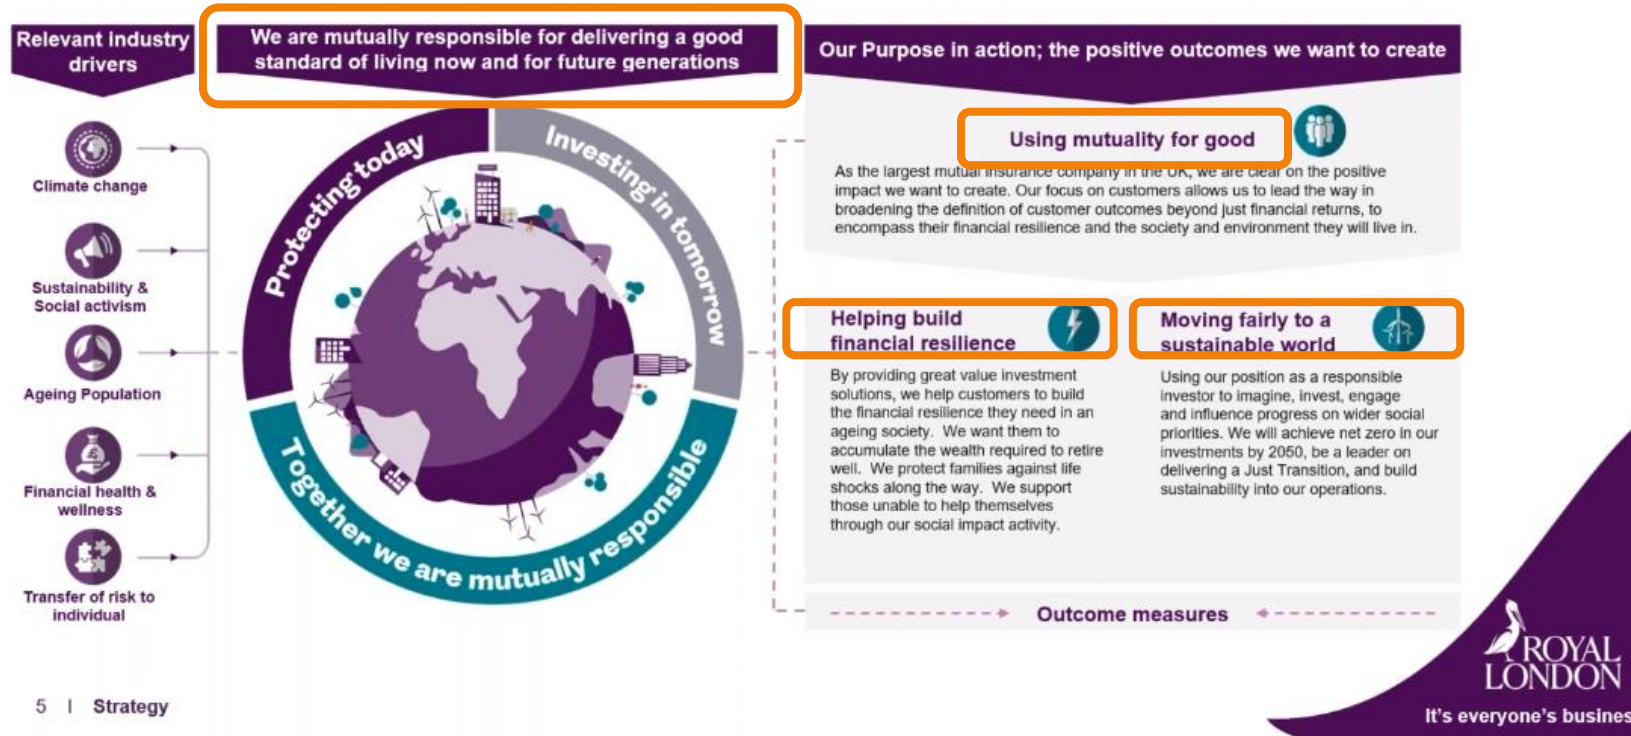 Relevant industry
drivers
We are mutually responsible for delivering a good
standard of living now and for future generations
Our Purpose in action; the positive outcomes we want to create
Climate change
Sustainability &
Social activism
Ageing Population
Financial health &
wellness
Transfer of risk to
individual
Protecting today
Investing in tomorrow
Together we are mutually responsible
Using mutuality for good
As the largest mutual insurance company in the UK, we are clear on the positive
impact we want to create. Our focus on customers allows us to lead the way in
broadening the definition of customer outcomes beyond just financial returns, to
encompass their financial resilience and the society and environment they will live in.
Helping build
financial resilience
By providing great value investment
solutions, we help customers to build
the financial resilience they need in an
ageing society. We want them to
accumulate the wealth required to retire
well. We protect families against life
shocks along the way. We support
those unable to help themselves
through our social impact activity.
Moving fairly to a
sustainable world
Using our position as a responsible
investor to imagine, invest, engage
and influence progress on wider social
priorities. We will achieve net zero in our
investments by 2050, be a leader on
delivering a Just Transition, and build
sustainability into our operations.
Outcome measures
5 | Strategy
ROYAL
LONDON
It's everyone's busines